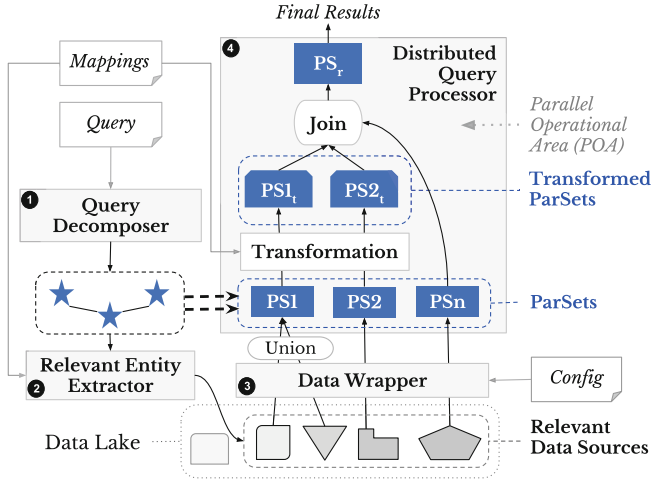 Final Results
4
Distributed
Query
Processor
PSr
Mappings
Query
Join
Parallel
Operational
Area (POA)
PS1t
PS2t
Transformed
ParSets
1
Query
Decomposer
Transformation
PS1
PS2
PSn
ParSets
Union
2
Relevant Entity
Extractor
3
Data Wrapper
Config
Data Lake
Relevant
Data Sources